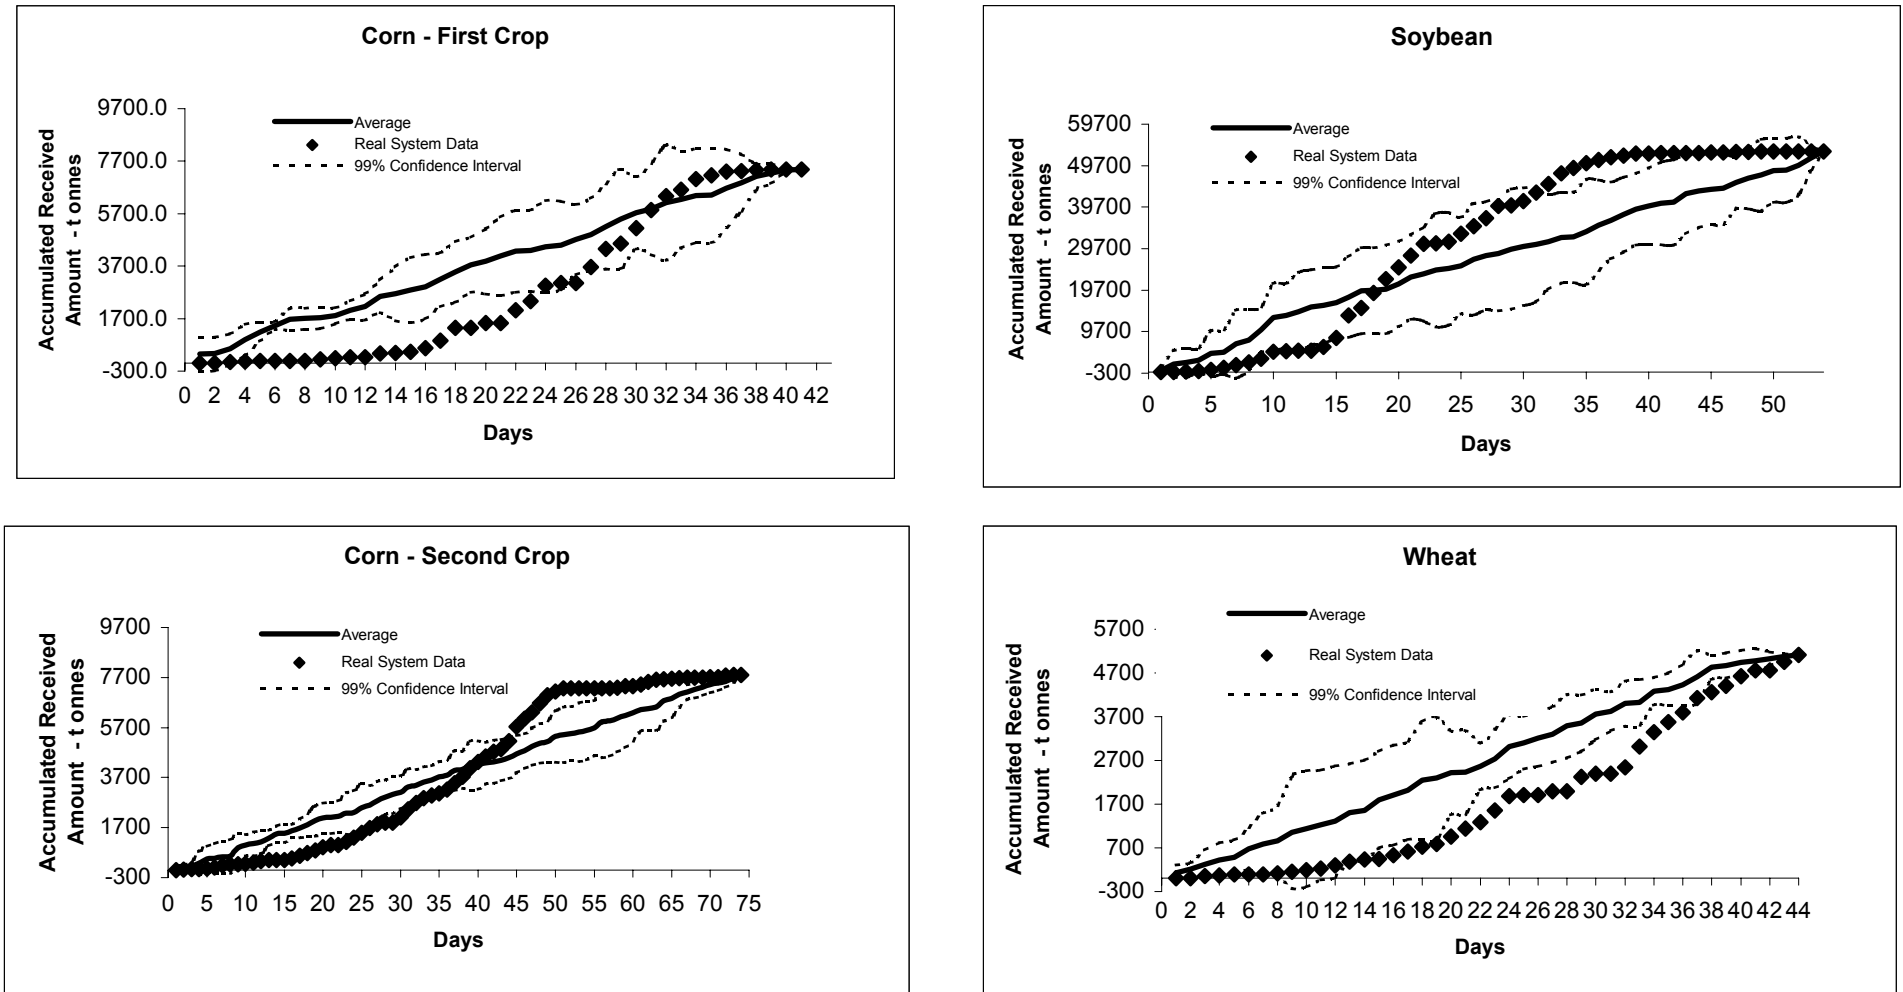 Corn - First Crop
Accumulated Received
Amount - t onnes
9700.0
7700.0
5700.0
3700.0
1700.0
-300.0
Average
Real System Data
99% Confidence Interval
0 2 4 6 8 10 12 14 16 18 20 22 24 26 28 30 32 34 36 38 40 42
Days
Soybean
Accumulated Received
Amount - t onnes
59700
49700
39700
29700
19700
9700
-300
Average
Real System Data
99% Confidence Interval
0 5 10 15 20 25 30 35 40 45 50
Days
Corn - Second Crop
Accumulated Received
Amount - t onnes
9700
7700
5700
3700
1700
-300
Average
Real System Data
99% Confidence Interval
0 5 10 15 20 25 30 35 40 45 50 55 60 65 70 75
Days
Wheat
Accumulated Received
Amount - t onnes
5700
4700
3700
2700
1700
700
-300
Average
Real System Data
99% Confidence Interval
0 2 4 6 8 10 12 14 16 18 20 22 24 26 28 30 32 34 36 38 40 42 44
Days